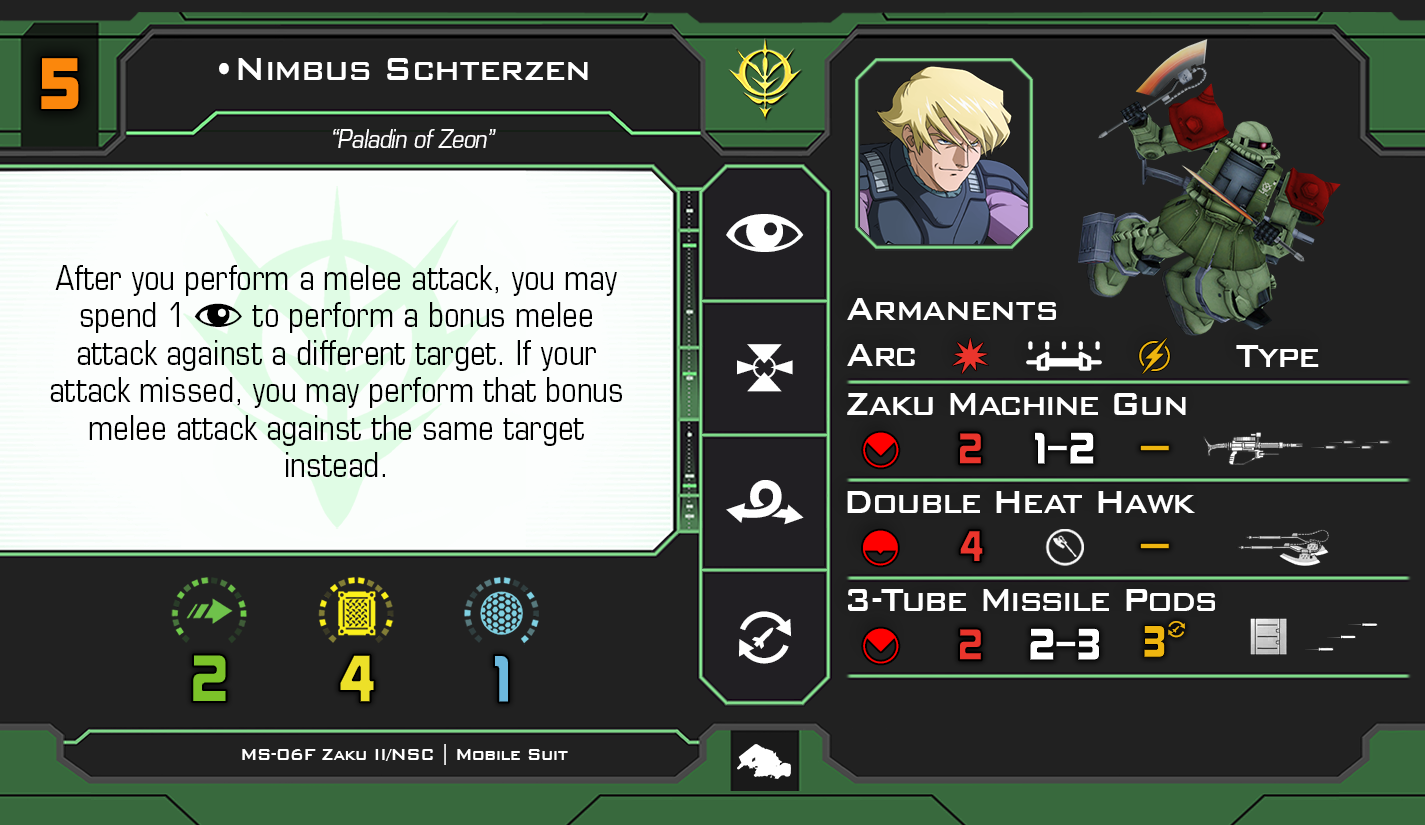 5
•Nimbus Schterzen
"Paladin of Zeon"
After you perform a melee attack, you may
spend 1 to perform a bonus melee
attack against a different target. If your
attack missed, you may perform that bonus
melee attack against the same target
instead.
2 4 1
MS-06F Zaku II/NSC | Mobile Suit
Armanents
Arc Type
Zaku Machine Gun
2 1–2 –
Double Heat Hawk
4 –
3-Tube Missile Pods
2 2–3 3